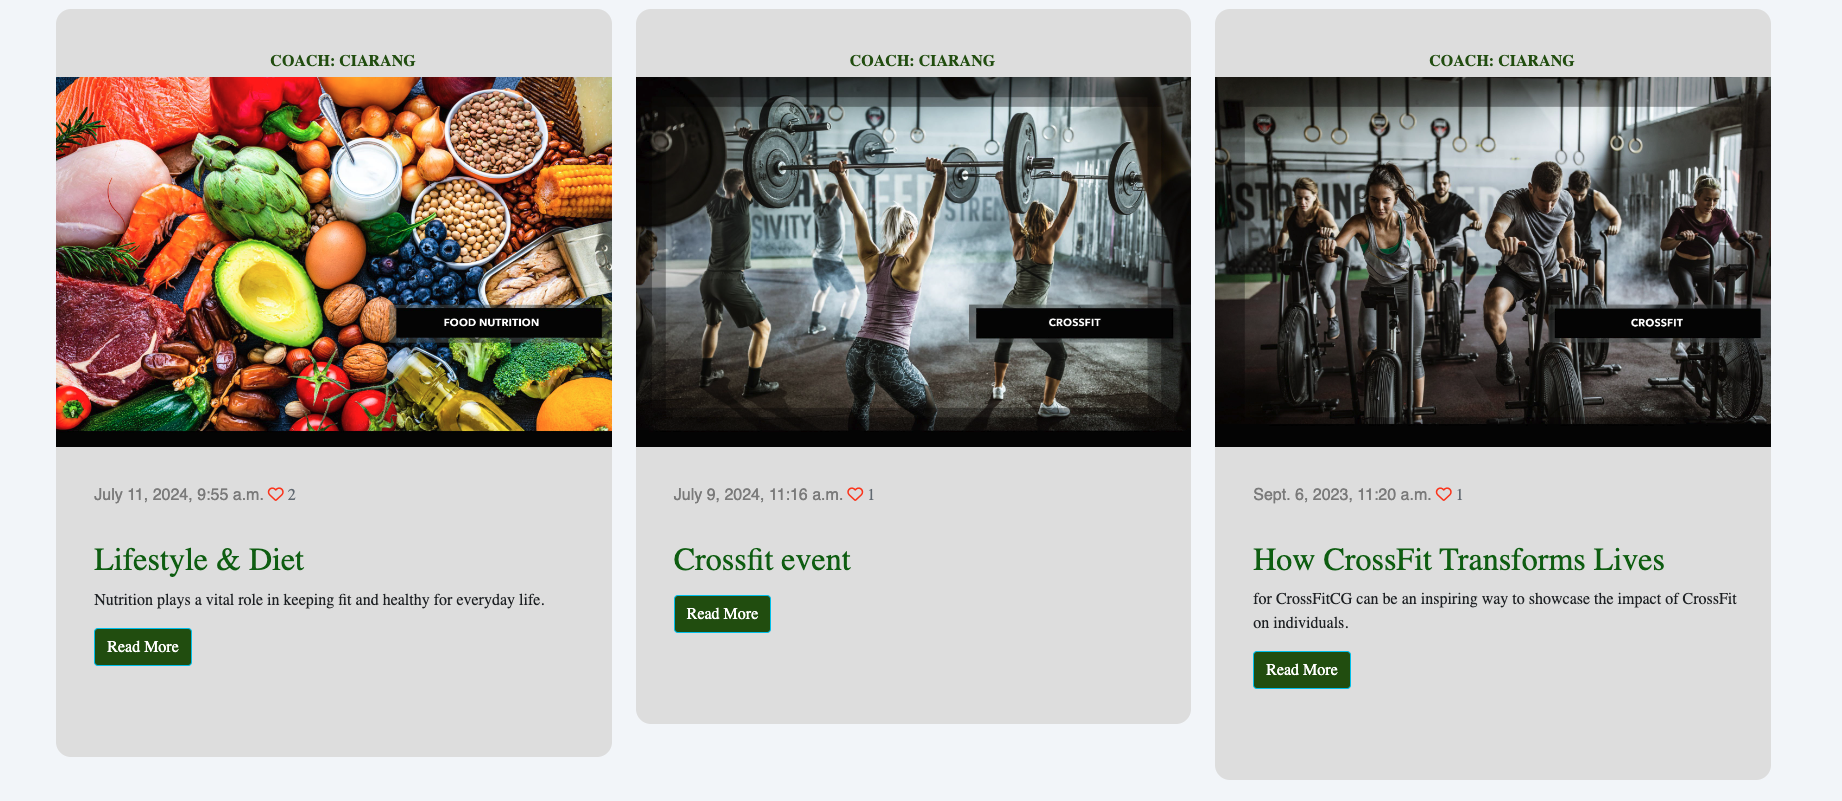 COACH: CIARANG
FOOD NUTRITION
July 11, 2024, 9:55 a.m. 2
Lifestyle & Diet
Nutrition plays a vital role in keeping fit and healthy for everyday life.
Read More
COACH: CIARANG
SIVITY
STREN
CROSSFIT
July 9, 2024, 11:16 a.m. 1
Crossfit event
Read More
COACH: CIARANG
CROSSFIT
Sept. 6, 2023, 11:20 a.m. 1
How CrossFit Transforms Lives
for CrossFitCG can be an inspiring way to showcase the impact of CrossFit
on individuals.
Read More